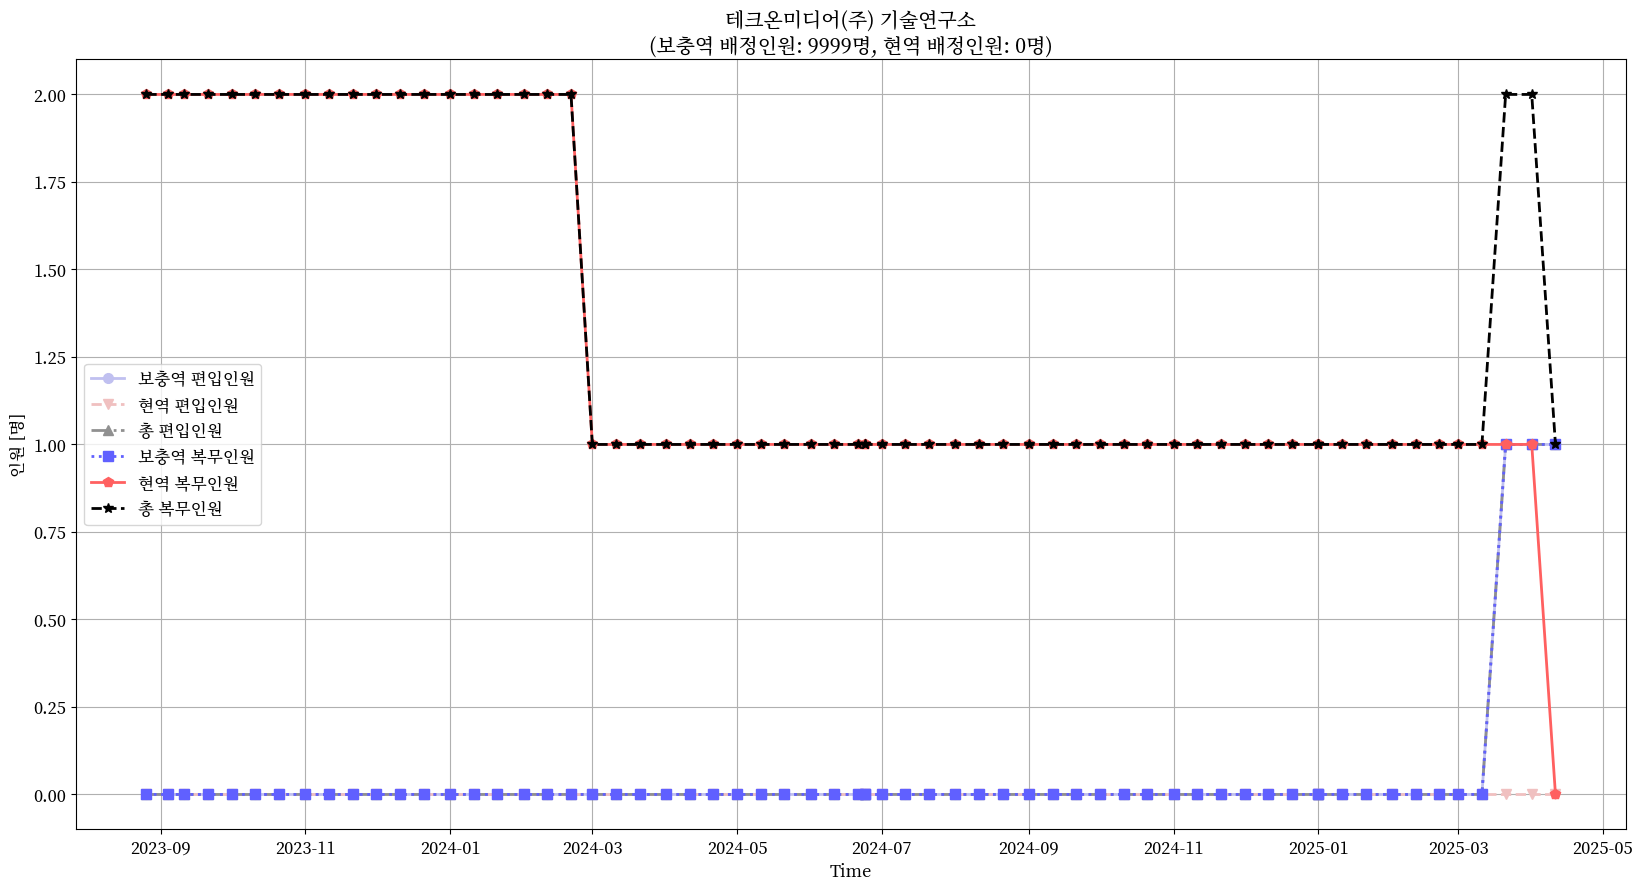 테크온미디어(주) 기술연구소
(보충역 배정인원: 9999명, 현역 배정인원: 0명)
인원 [명]
2.00
1.75
1.50
1.25
1.00
0.75
0.50
0.25
0.00
보충역 편입인원
현역 편입인원
총 편입인원
보충역 복무인원
현역 복무인원
총 복무인원
2023-09
2023-11
2024-01
2024-03
2024-05
2024-07
2024-09
2024-11
2025-01
2025-03
2025-05
Time